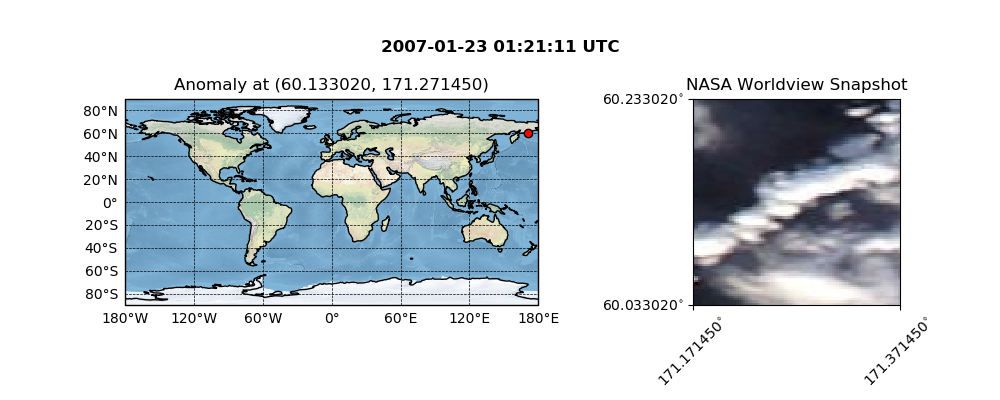 2007-01-23 01:21:11 UTC
Anomaly at (60.133020, 171.271450)
80°N
60°N
40°N
20°N
0°
20°S
40°S
60°S
80°S
180°W 120°W 60°W 0° 60°E 120°E 180°E
NASA Worldview Snapshot
60.233020°
60.033020°
171.171450°
171.371450°